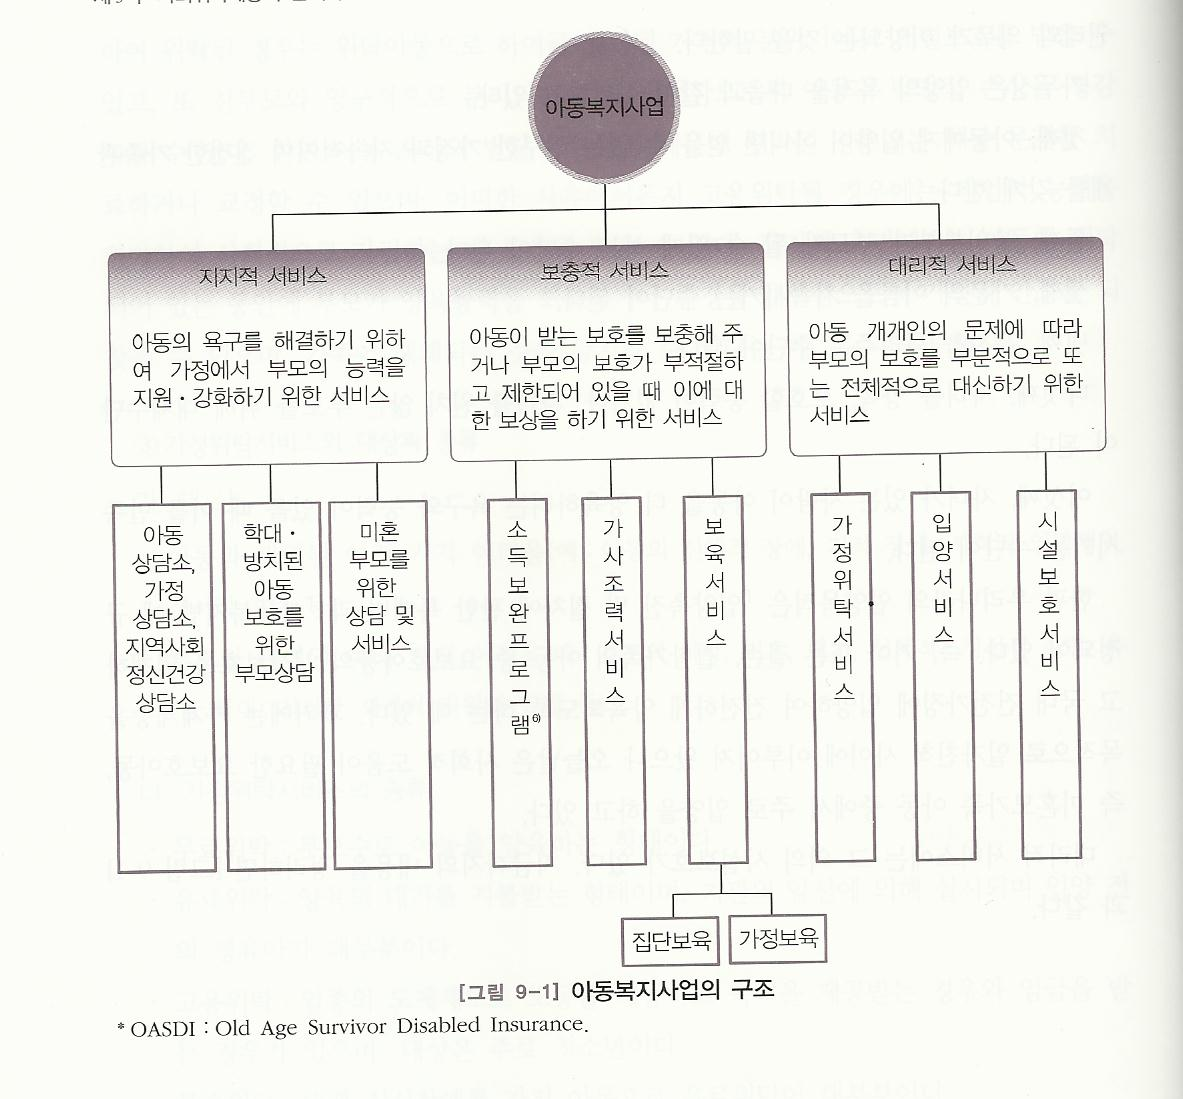 아동복지사업
지지적 서비스
아동의 욕구를 해결하기 위하
여 가정에서 부모의 능력을
지원·강화하기 위한 서비스
보충적 서비스
아동이 받는 보호를 보충해 주
거나 부모의 보호가 부적절하
고 제한되어 있을 때 이에 대
한 보상을 하기 위한 서비스
대리적 서비스
아동 개개인의 문제에 따라
부모의 보호를 부분적으로 또
는 전체적으로 대신하기 위한
서비스
아동
상담소,
가정
상담소,
지역사회
정신건강
상담소
학대·
방치된
아동
보호를
위한
부모상담
미혼
부모를
위한
상담 및
서비스
소득보완프로그램⁶⁾
가사조력서비스
보육서비스
가정위탁서비스
입양서비스
시설보호서비스
집단보육
가정보육
[그림 9-1] 아동복지사업의 구조
* OASDI : Old Age Survivor Disabled Insurance.